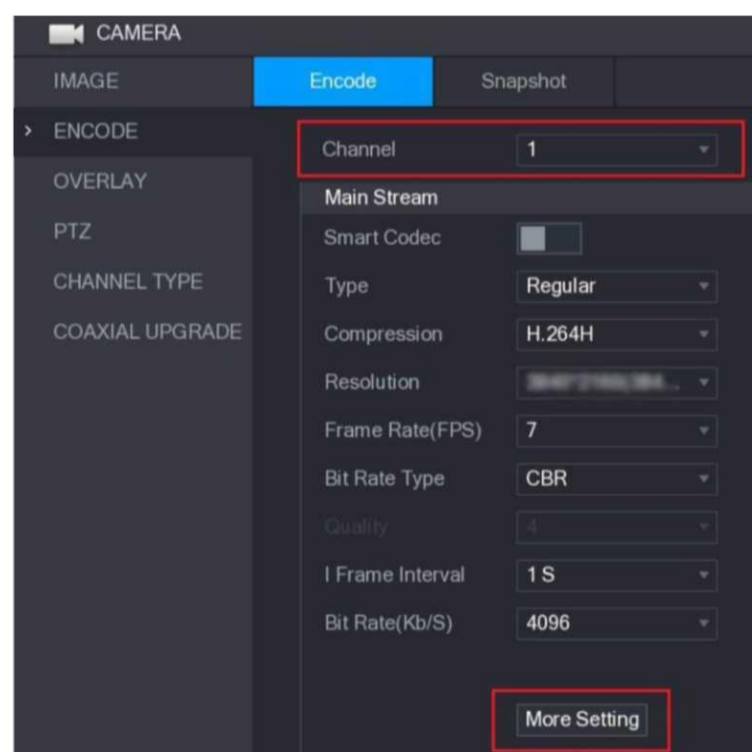 CAMERA
IMAGE
Encode Snapshot
> ENCODE
Channel 1
OVERLAY
Main Stream
PTZ
Smart Codec
CHANNEL TYPE
Type Regular
COAXIAL UPGRADE
Compression H.264H
Resolution
Frame Rate(FPS) 7
Bit Rate Type CBR
Quality 4
I Frame Interval 1 S
Bit Rate(Kb/S) 4096
More Setting